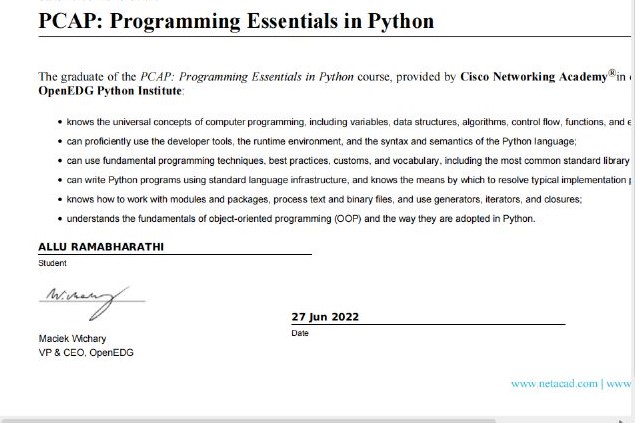 PCAP: Programming Essentials in Python
The graduate of the PCAP: Programming Essentials in Python course, provided by Cisco Networking Academy® in
OpenEDG Python Institute:
• knows the universal concepts of computer programming, including variables, data structures, algorithms, control flow, functions, and e
• can proficiently use the developer tools, the runtime environment, and the syntax and semantics of the Python language;
• can use fundamental programming techniques, best practices, customs, and vocabulary, including the most common standard library
• can write Python programs using standard language infrastructure, and knows the means by which to resolve typical implementation
• knows how to work with modules and packages, process text and binary files, and use generators, iterators, and closures;
• understands the fundamentals of object-oriented programming (OOP) and the way they are adopted in Python.
ALLU RAMABHARATHI
Student
27 Jun 2022
Date
Maciek Wichary
VP & CEO, OpenEDG
www.netacad.com | www